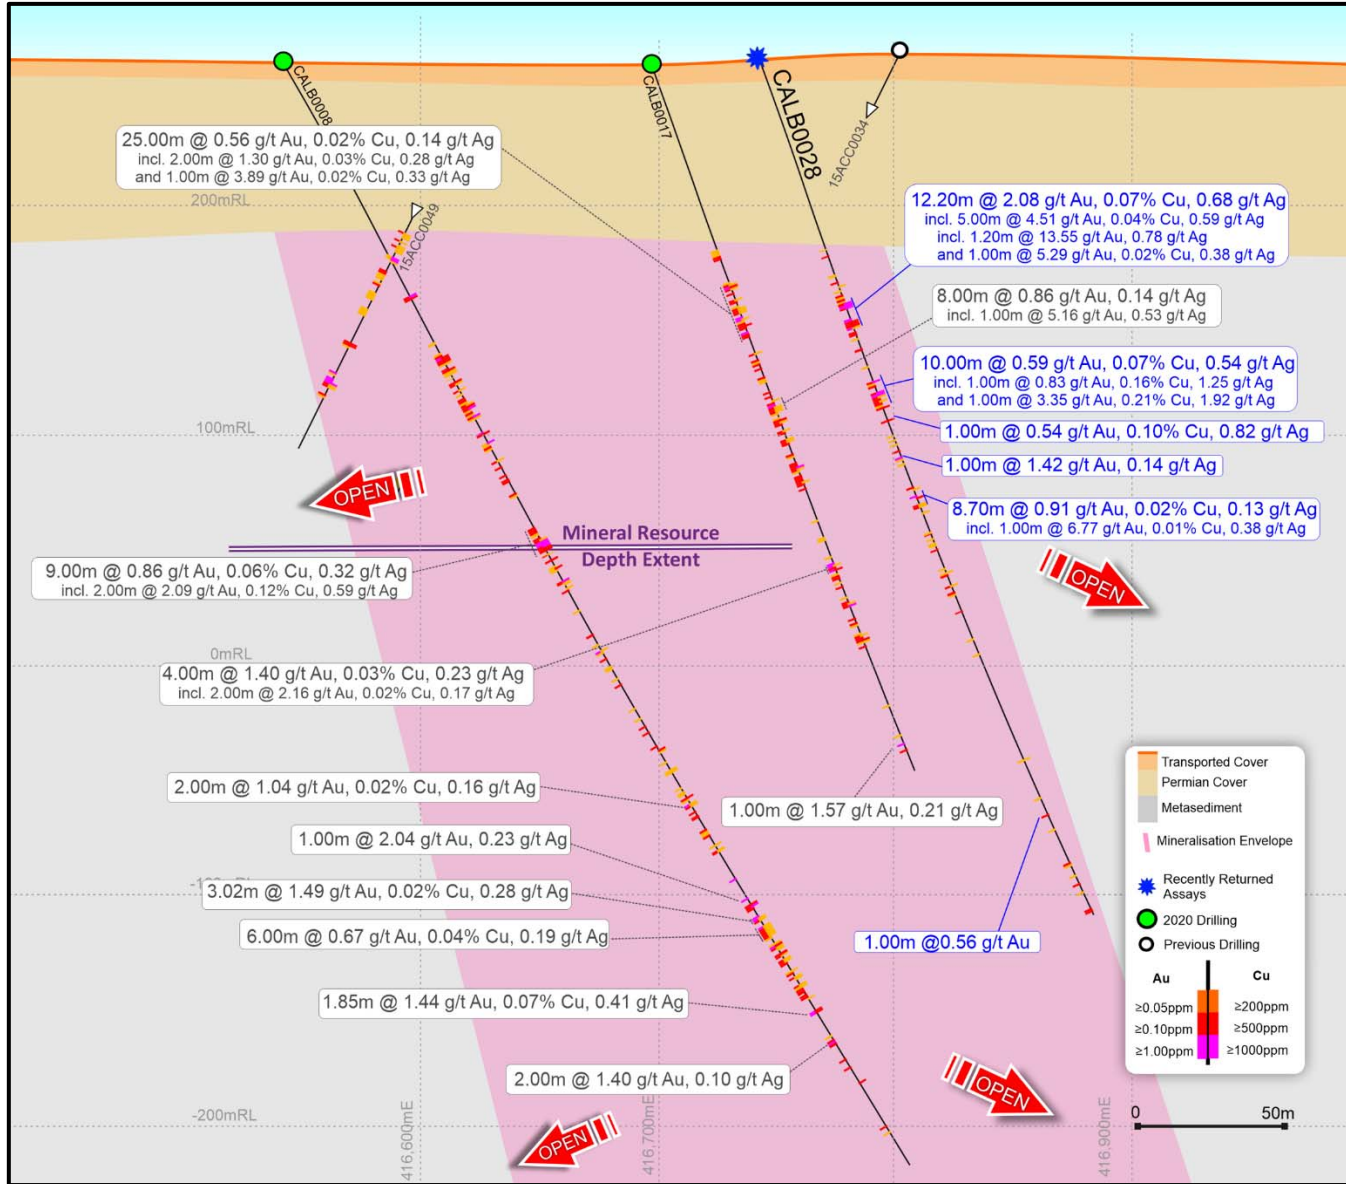 CALB0008
CALB0017
CALB0028
15ACC0034
15ACC0049
25.00m @ 0.56 g/t Au, 0.02% Cu, 0.14 g/t Ag
incl. 2.00m @ 1.30 g/t Au, 0.03% Cu, 0.28 g/t Ag
and 1.00m @ 3.89 g/t Au, 0.02% Cu, 0.33 g/t Ag
200mRL
12.20m @ 2.08 g/t Au, 0.07% Cu, 0.68 g/t Ag
incl. 5.00m @ 4.51 g/t Au, 0.04% Cu, 0.59 g/t Ag
incl. 1.20m @ 13.55 g/t Au, 0.78 g/t Ag
and 1.00m @ 5.29 g/t Au, 0.02% Cu, 0.38 g/t Ag
8.00m @ 0.86 g/t Au, 0.14 g/t Ag
incl. 1.00m @ 5.16 g/t Au, 0.53 g/t Ag
10.00m @ 0.59 g/t Au, 0.07% Cu, 0.54 g/t Ag
incl. 1.00m @ 0.83 g/t Au, 0.16% Cu, 1.25 g/t Ag
and 1.00m @ 3.35 g/t Au, 0.21% Cu, 1.92 g/t Ag
100mRL
1.00m @ 0.54 g/t Au, 0.10% Cu, 0.82 g/t Ag
1.00m @ 1.42 g/t Au, 0.14 g/t Ag
OPEN
8.70m @ 0.91 g/t Au, 0.02% Cu, 0.13 g/t Ag
incl. 1.00m @ 6.77 g/t Au, 0.01% Cu, 0.38 g/t Ag
Mineral Resource
Depth Extent
9.00m @ 0.86 g/t Au, 0.06% Cu, 0.32 g/t Ag
incl. 2.00m @ 2.09 g/t Au, 0.12% Cu, 0.59 g/t Ag
OPEN
0mRL
4.00m @ 1.40 g/t Au, 0.03% Cu, 0.23 g/t Ag
incl. 2.00m @ 2.16 g/t Au, 0.02% Cu, 0.17 g/t Ag
2.00m @ 1.04 g/t Au, 0.02% Cu, 0.16 g/t Ag
1.00m @ 1.57 g/t Au, 0.21 g/t Ag
1.00m @ 2.04 g/t Au, 0.23 g/t Ag
3.02m @ 1.49 g/t Au, 0.02% Cu, 0.28 g/t Ag
6.00m @ 0.67 g/t Au, 0.04% Cu, 0.19 g/t Ag
1.00m @0.56 g/t Au
1.85m @ 1.44 g/t Au, 0.07% Cu, 0.41 g/t Ag
2.00m @ 1.40 g/t Au, 0.10 g/t Ag
-200mRL
OPEN
OPEN
416,600mE
416,700mE
416,900mE
Transported Cover
Permian Cover
Metasediment
Mineralisation Envelope
Recently Returned
Assays
2020 Drilling
Previous Drilling
Au Cu
≥0.05ppm ≥200ppm
≥0.10ppm ≥500ppm
≥1.00ppm ≥1000ppm
0 50m